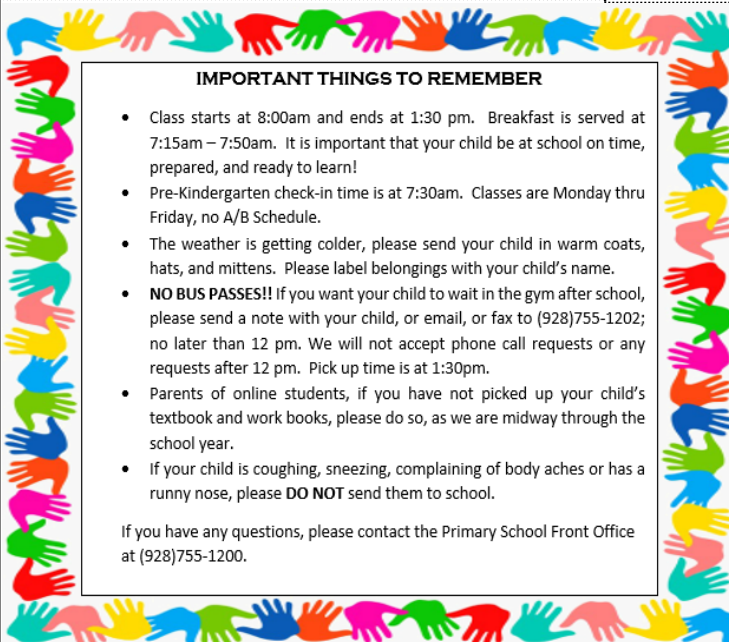 IMPORTANT THINGS TO REMEMBER
• Class starts at 8:00am and ends at 1:30 pm. Breakfast is served at
7:15am – 7:50am. It is important that your child be at school on time,
prepared, and ready to learn!
• Pre-Kindergarten check-in time is at 7:30am. Classes are Monday thru
Friday, no A/B Schedule.
• The weather is getting colder, please send your child in warm coats,
hats, and mittens. Please label belongings with your child's name.
• NO BUS PASSES!! If you want your child to wait in the gym after school,
please send a note with your child, or email, or fax to (928)755-1202;
no later than 12 pm. We will not accept phone call requests or any
requests after 12 pm. Pick up time is at 1:30pm.
• Parents of online students, if you have not picked up your child's
textbook and work books, please do so, as we are midway through the
school year.
• If your child is coughing, sneezing, complaining of body aches or has a
runny nose, please DO NOT send them to school.
If you have any questions, please contact the Primary School Front Office
at (928)755-1200.